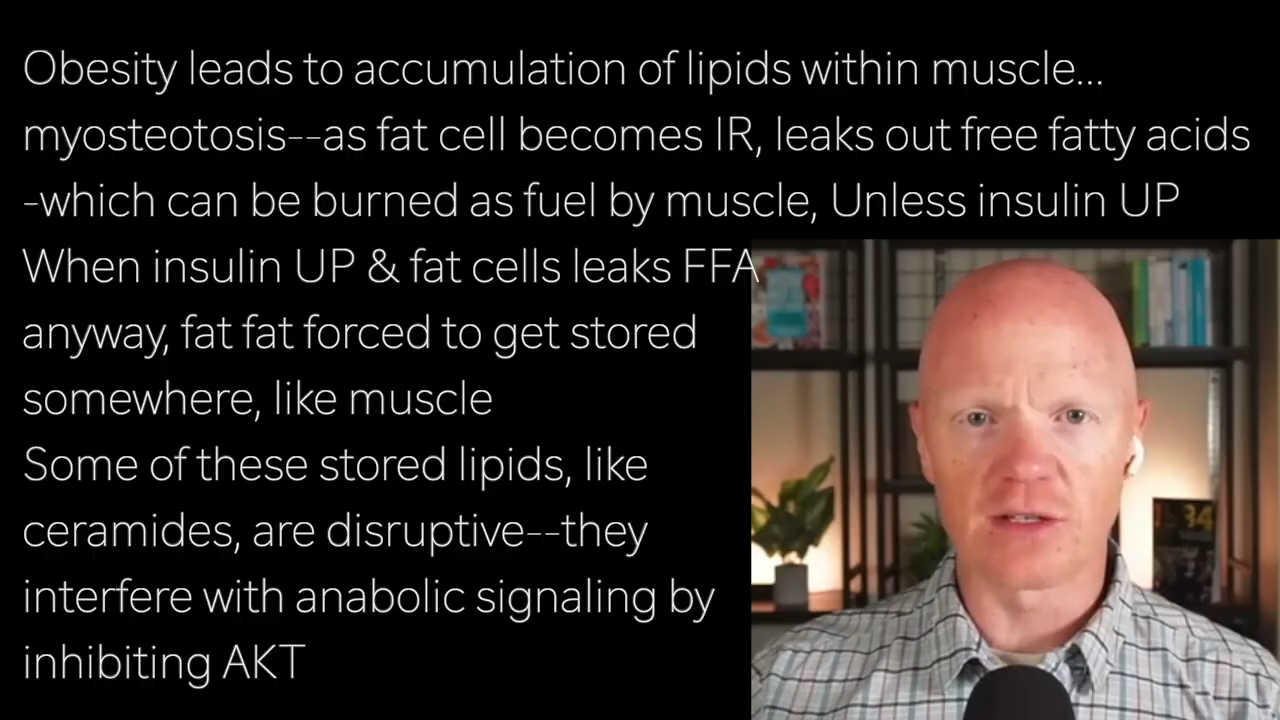 Obesity leads to accumulation of lipids within muscle...
myosteotosis--as fat cell becomes IR, leaks out free fatty acids
-which can be burned as fuel by muscle, Unless insulin UP
When insulin UP & fat cells leaks FFA
anyway, fat fat forced to get stored
somewhere, like muscle
Some of these stored lipids, like
ceramides, are disruptive--they
interfere with anabolic signaling by
inhibiting AKT